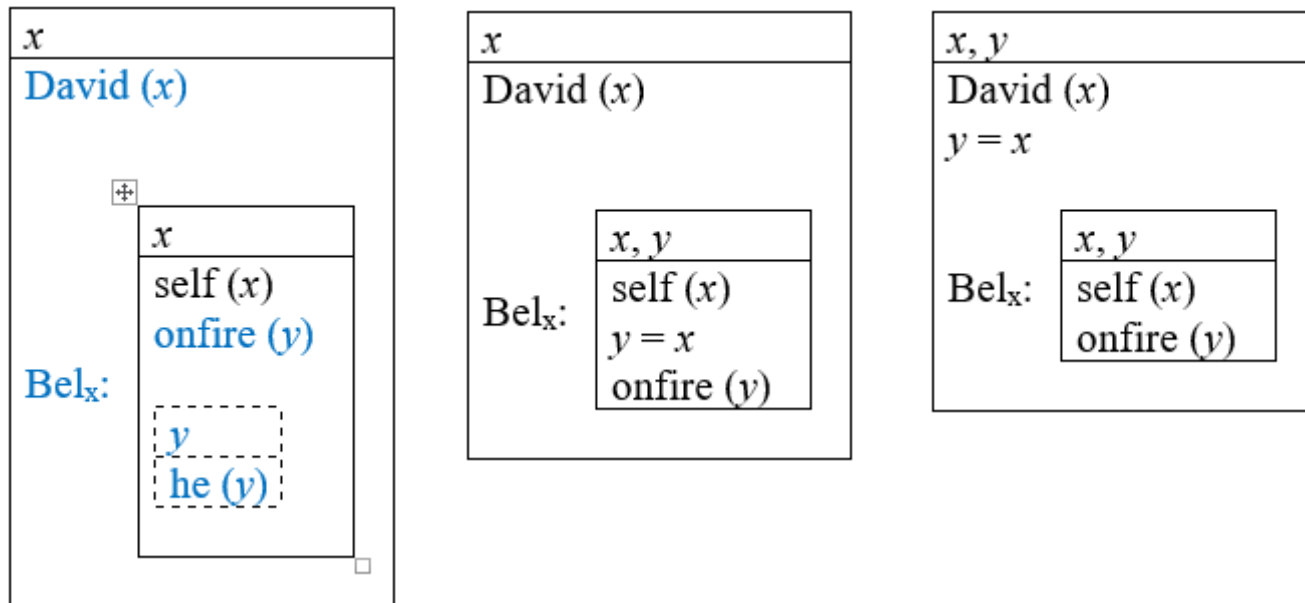 x
David (x)
x
self (x)
onfire (y)
Belx:
y
he (y)
x
David (x)
x, y
self (x)
Belx:
y = x
onfire (y)
x, y
David (x)
y = x
x, y
Belx:
self (x)
onfire (y)